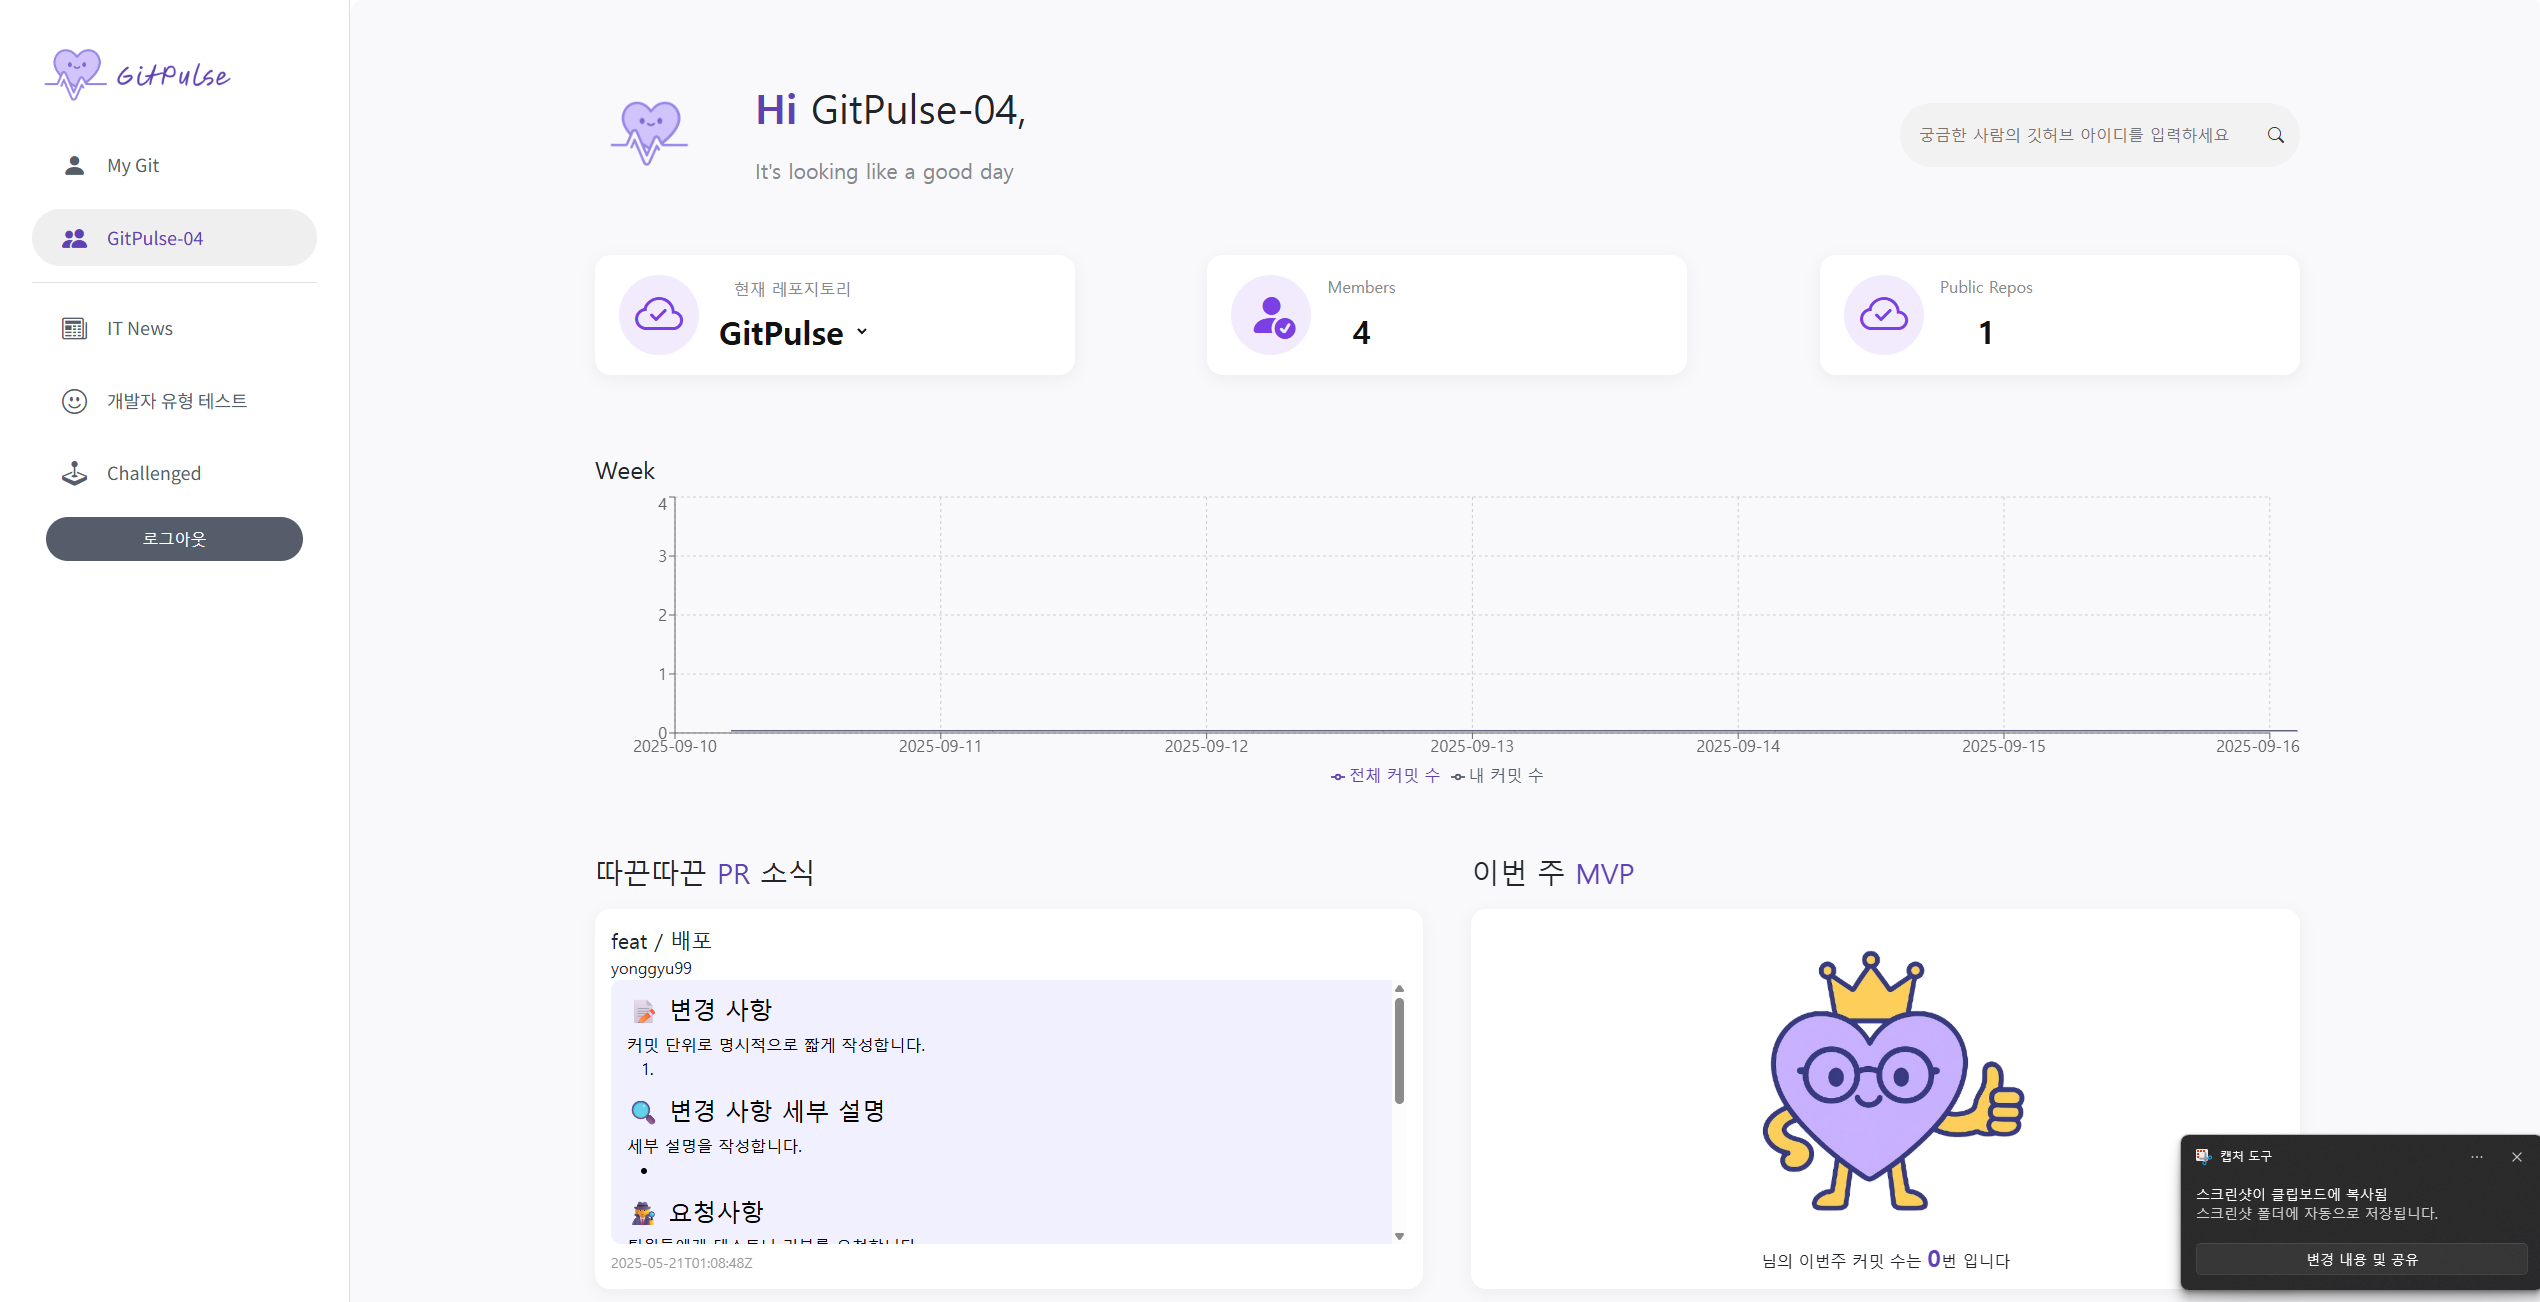 GitPulse
My Git
GitPulse-04
IT News
개발자 유형 테스트
Challenged
로그아웃
Hi GitPulse-04,
It's looking like a good day
궁금한 사람의 깃허브 아이디를 입력하세요
현재 레포지토리
GitPulse
Members
4
Public Repos
1
Week
4
3
2
1
0
2025-09-10 2025-09-11 2025-09-12 2025-09-13 2025-09-14 2025-09-15 2025-09-16
전체 커밋 수 내 커밋 수
따끈따끈 PR 소식
feat / 배포
yonggyu99
📝 변경 사항
커밋 단위로 명시적으로 짧게 작성합니다.
1.
🔍 변경 사항 세부 설명
세부 설명을 작성합니다.
•
🕵️ 요청사항
2025-05-21T01:08:48Z
이번 주 MVP
님의 이번주 커밋 수는 0번 입니다
캡처 도구
스크린샷이 클립보드에 복사됨
스크린샷 폴더에 자동으로 저장됩니다.
변경 내용 및 공유